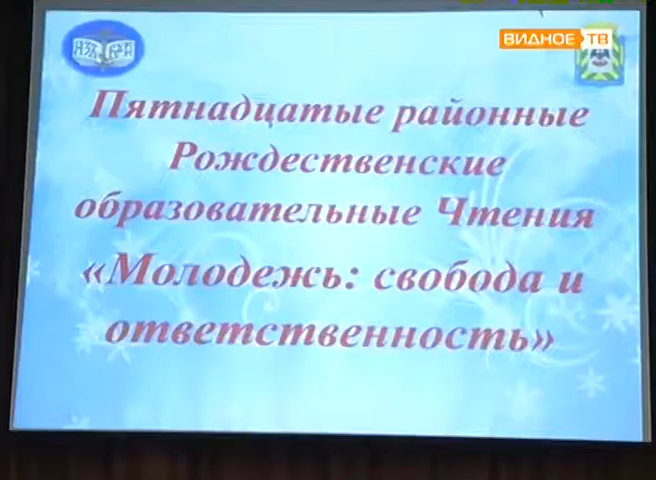 ВИДНОЕ ТВ
Пятнадцатые районные
Рождественские
образовательные Чтения
«Молодежь: свобода и
ответственность»